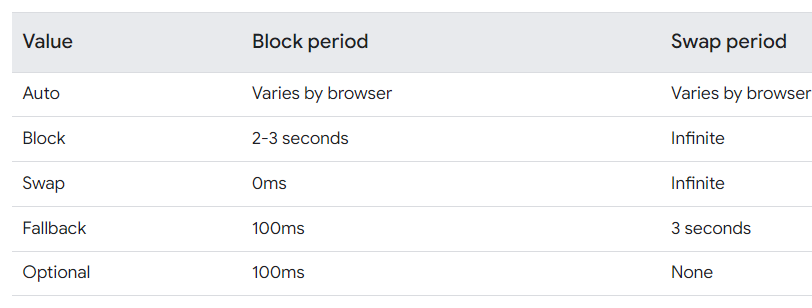 Value Block period Swap period
Auto Varies by browser Varies by browser
Block 2-3 seconds Infinite
Swap 0ms Infinite
Fallback 100ms 3 seconds
Optional 100ms None